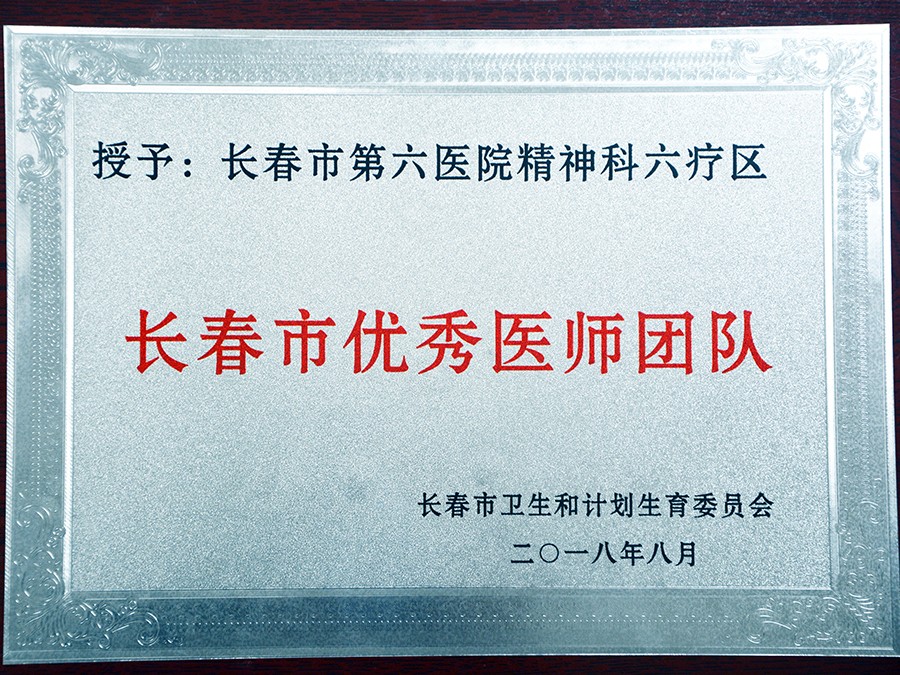 授予：长春市第六医院精神科六疗区
长春市优秀医师团队
长春市卫生和计划生育委员会
二〇一八年八月